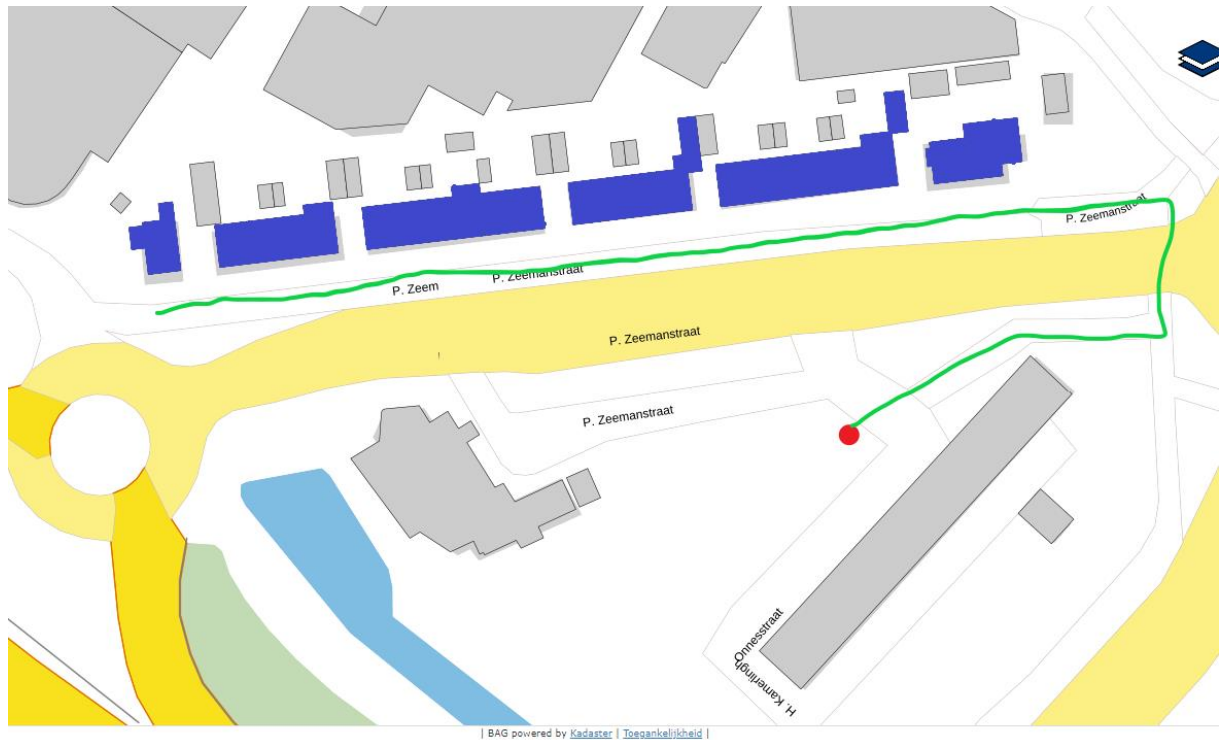 P. Zeemanstraat
P. Zeemanstraat
P. Zeem
P. Zeemanstraat
P. Zeemanstraat
H. Kamerlingh
Onnesstraat
| BAG powered by Kadaster | Toegankelijkheid |